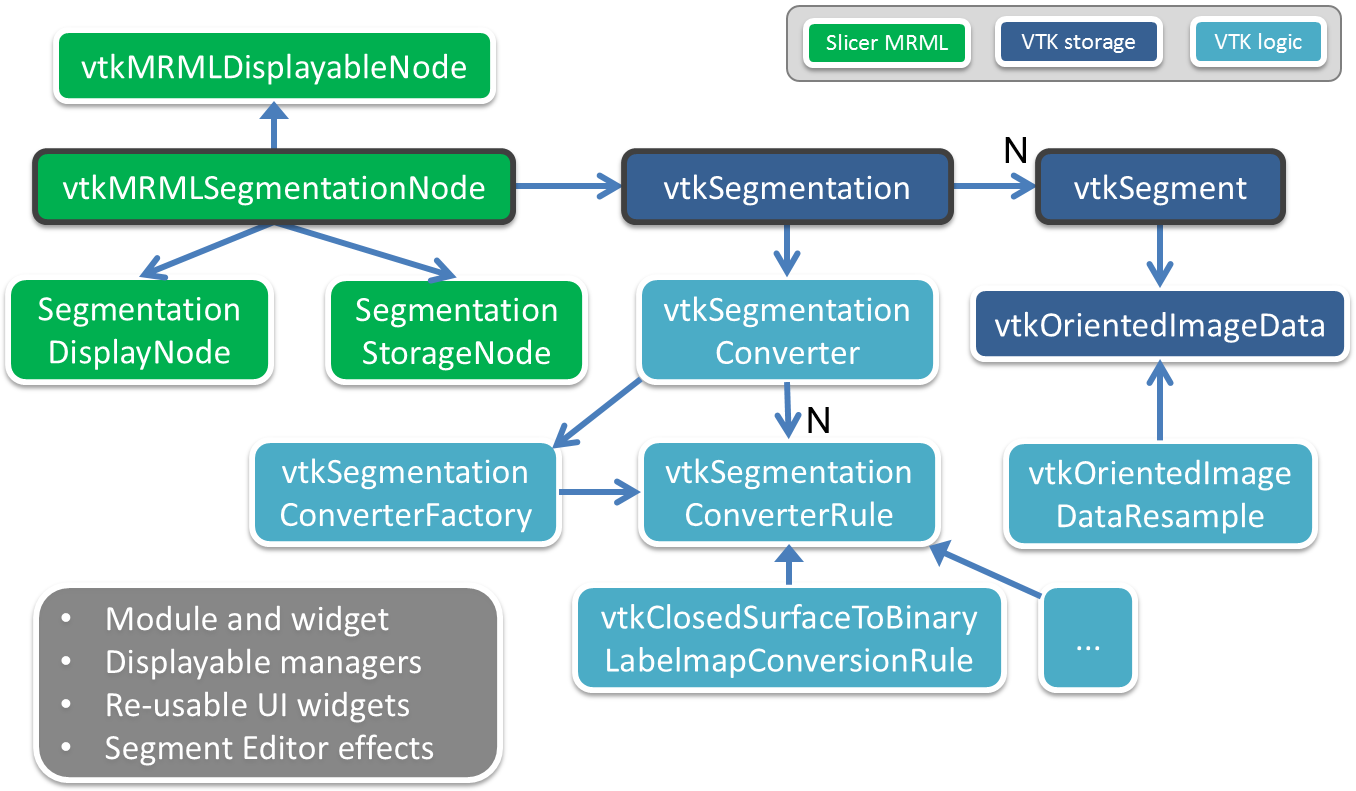 Slicer MRML
VTK storage
VTK logic
vtkMRMLDisplayableNode
vtkMRMLSegmentationNode
vtkSegmentation
N
vtkSegment
Segmentation
DisplayNode
Segmentation
StorageNode
vtkSegmentation
Converter
vtkOrientedImageData
N
vtkSegmentation
ConverterFactory
vtkSegmentation
ConverterRule
vtkOrientedImage
DataResample
vtkClosedSurfaceToBinary
LabelmapConversionRule
...
• Module and widget
• Displayable managers
• Re-usable UI widgets
• Segment Editor effects